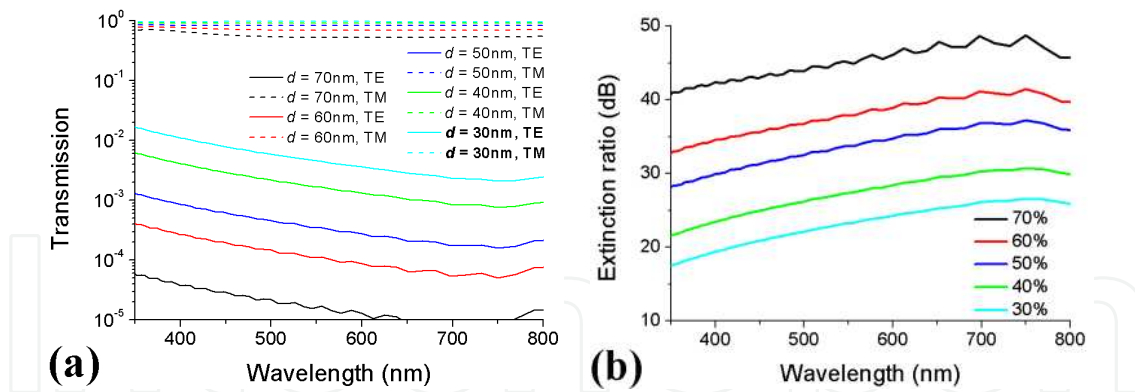 10⁰
10⁻¹
10⁻²
10⁻³
10⁻⁴
10⁻⁵
Transmission
d = 70nm, TE
d = 70nm, TM
d = 60nm, TE
d = 60nm, TM
d = 50nm, TE
d = 50nm, TM
d = 40nm, TE
d = 40nm, TM
d = 30nm, TE
d = 30nm, TM
400 500 600 700 800
Wavelength (nm)
(a)
50
40
30
20
10
Extinction ratio (dB)
70%
60%
50%
40%
30%
400 500 600 700 800
Wavelength (nm)
(b)